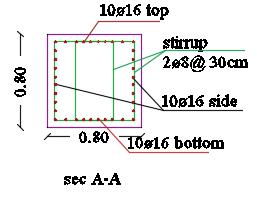 10ø16 top
stirrup
2ø8@ 30cm
0.80
10ø16 side
0.80
10ø16 bottom
sec A-A